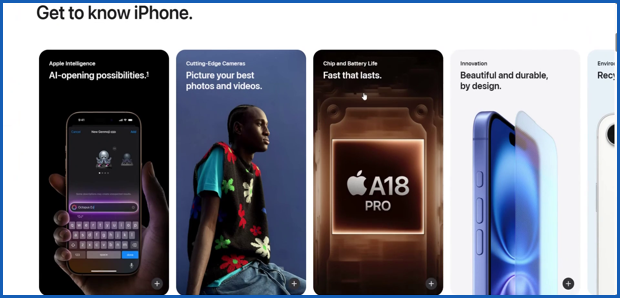 Get to know iPhone.
Apple Intelligence
AI-opening possibilities.¹
Cutting-Edge Cameras
Picture your best
photos and videos.
Chip and Battery Life
Fast that lasts.
A18
PRO
Innovation
Beautiful and durable,
by design.
Enviro
Recy